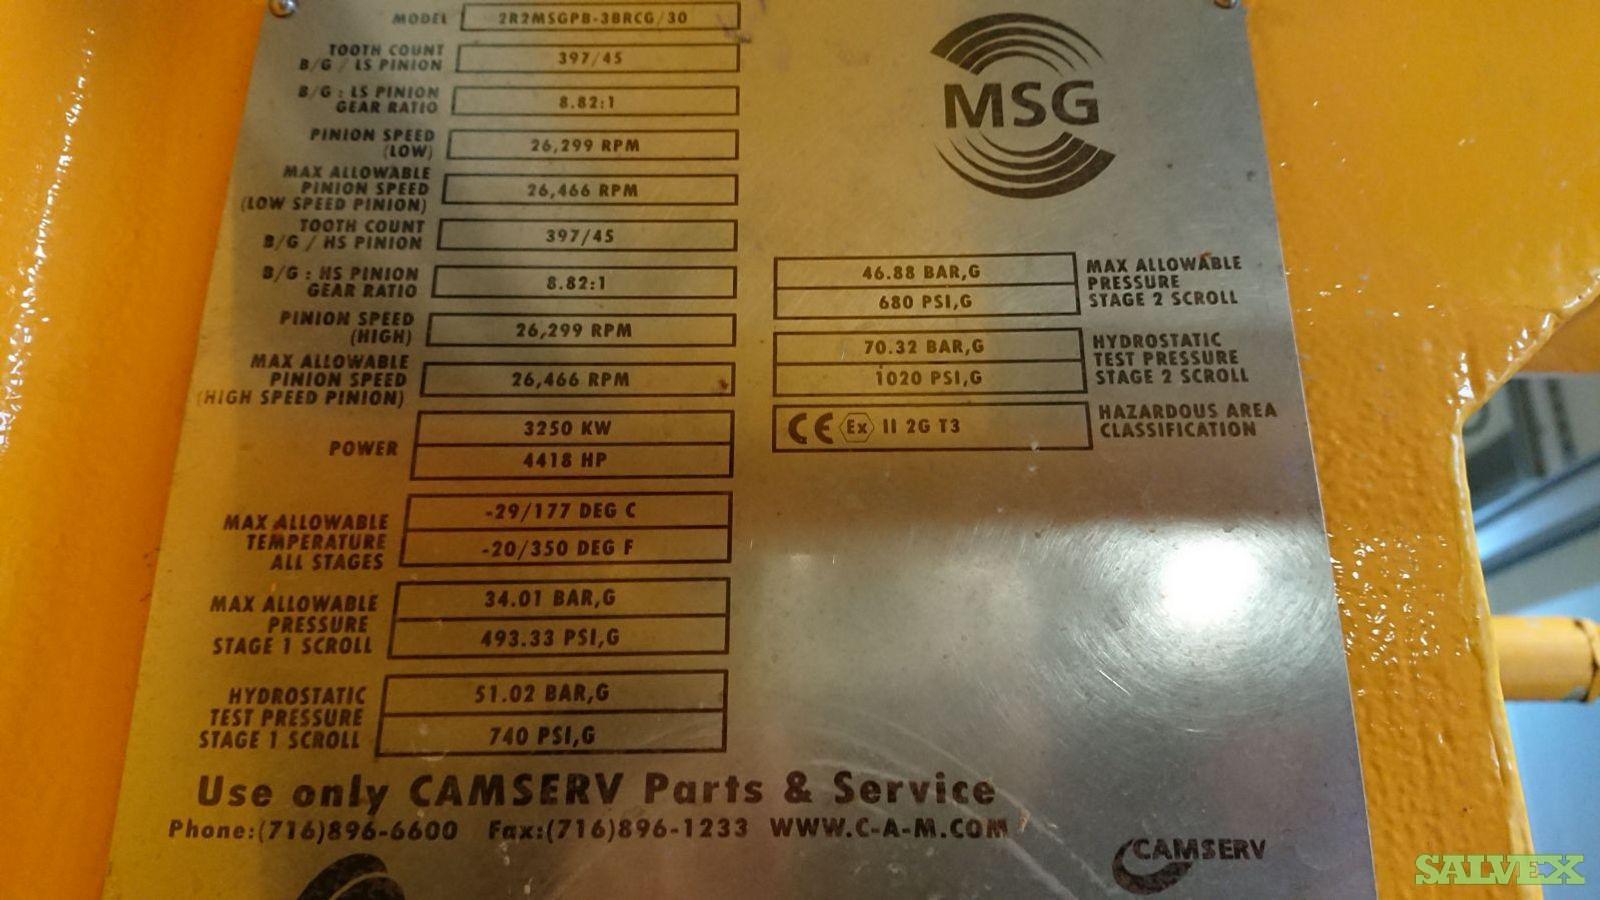 MODEL 2R2MSGPB-3BRCG/30
TOOTH COUNT
B/G / LS PINION 397/45
B/G : LS PINION
GEAR RATIO 8.82:1
PINION SPEED
(LOW) 26,299 RPM
MAX ALLOWABLE
PINION SPEED
(LOW SPEED PINION) 26,466 RPM
TOOTH COUNT
B/G / HS PINION 397/45
B/G : HS PINION
GEAR RATIO 8.82:1
PINION SPEED
(HIGH) 26,299 RPM
MAX ALLOWABLE
PINION SPEED
(HIGH SPEED PINION) 26,466 RPM
POWER
3250 KW
4418 HP
MAX ALLOWABLE
TEMPERATURE
ALL STAGES
-29/177 DEG C
-20/350 DEG F
MAX ALLOWABLE
PRESSURE
STAGE 1 SCROLL
34.01 BAR,G
493.33 PSI,G
HYDROSTATIC
TEST PRESSURE
STAGE 1 SCROLL
51.02 BAR,G
740 PSI,G
MSG
46.88 BAR,G
680 PSI,G
MAX ALLOWABLE
PRESSURE
STAGE 2 SCROLL
70.32 BAR,G
1020 PSI,G
HYDROSTATIC
TEST PRESSURE
STAGE 2 SCROLL
CE Ex II 2G T3
HAZARDOUS AREA
CLASSIFICATION
Use only CAMSERV Parts & Service
Phone:(716)896-6600 Fax:(716)896-1233 WWW.C-A-M.COM
CAMSERV
SALVEX